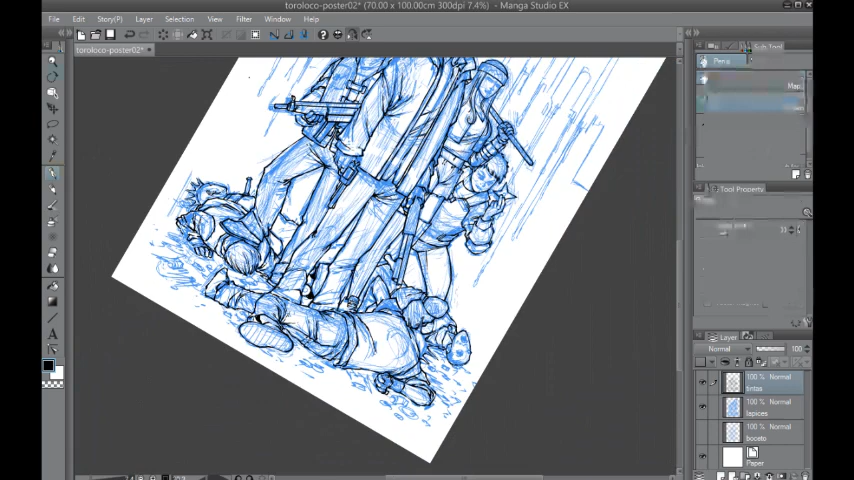 toroloco-poster02* (70.00 x 100.00cm 300dpi 7.4%) - Manga Studio EX
File Edit Story(P) Layer Selection View Filter Window Help
toroloco-poster02*
Sub Tool
Pens
Map
Tool Property
Layer
Normal 100
100 % Normal
tintas
100 % Normal
lapices
100 % Normal
boceto
Paper